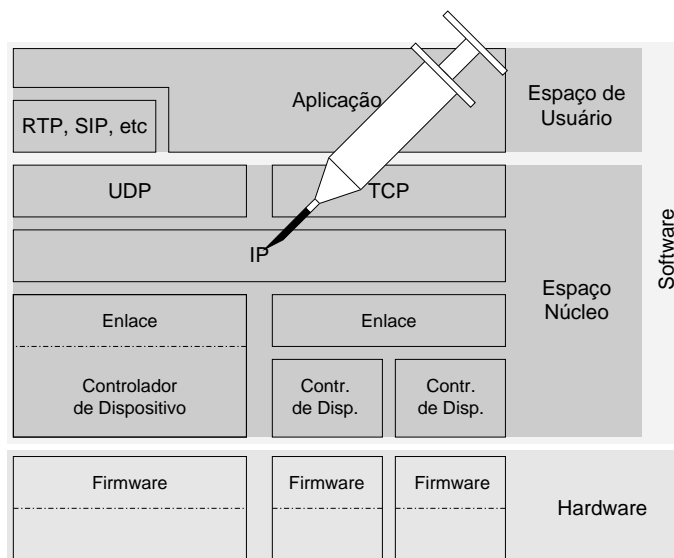 Aplicação
Espaço de
Usuário
RTP, SIP, etc
UDP
TCP
IP
Software
Espaço
Núcleo
Enlace
Enlace
Controlador
de Dispositivo
Contr.
de Disp.
Contr.
de Disp.
Firmware
Firmware
Firmware
Hardware